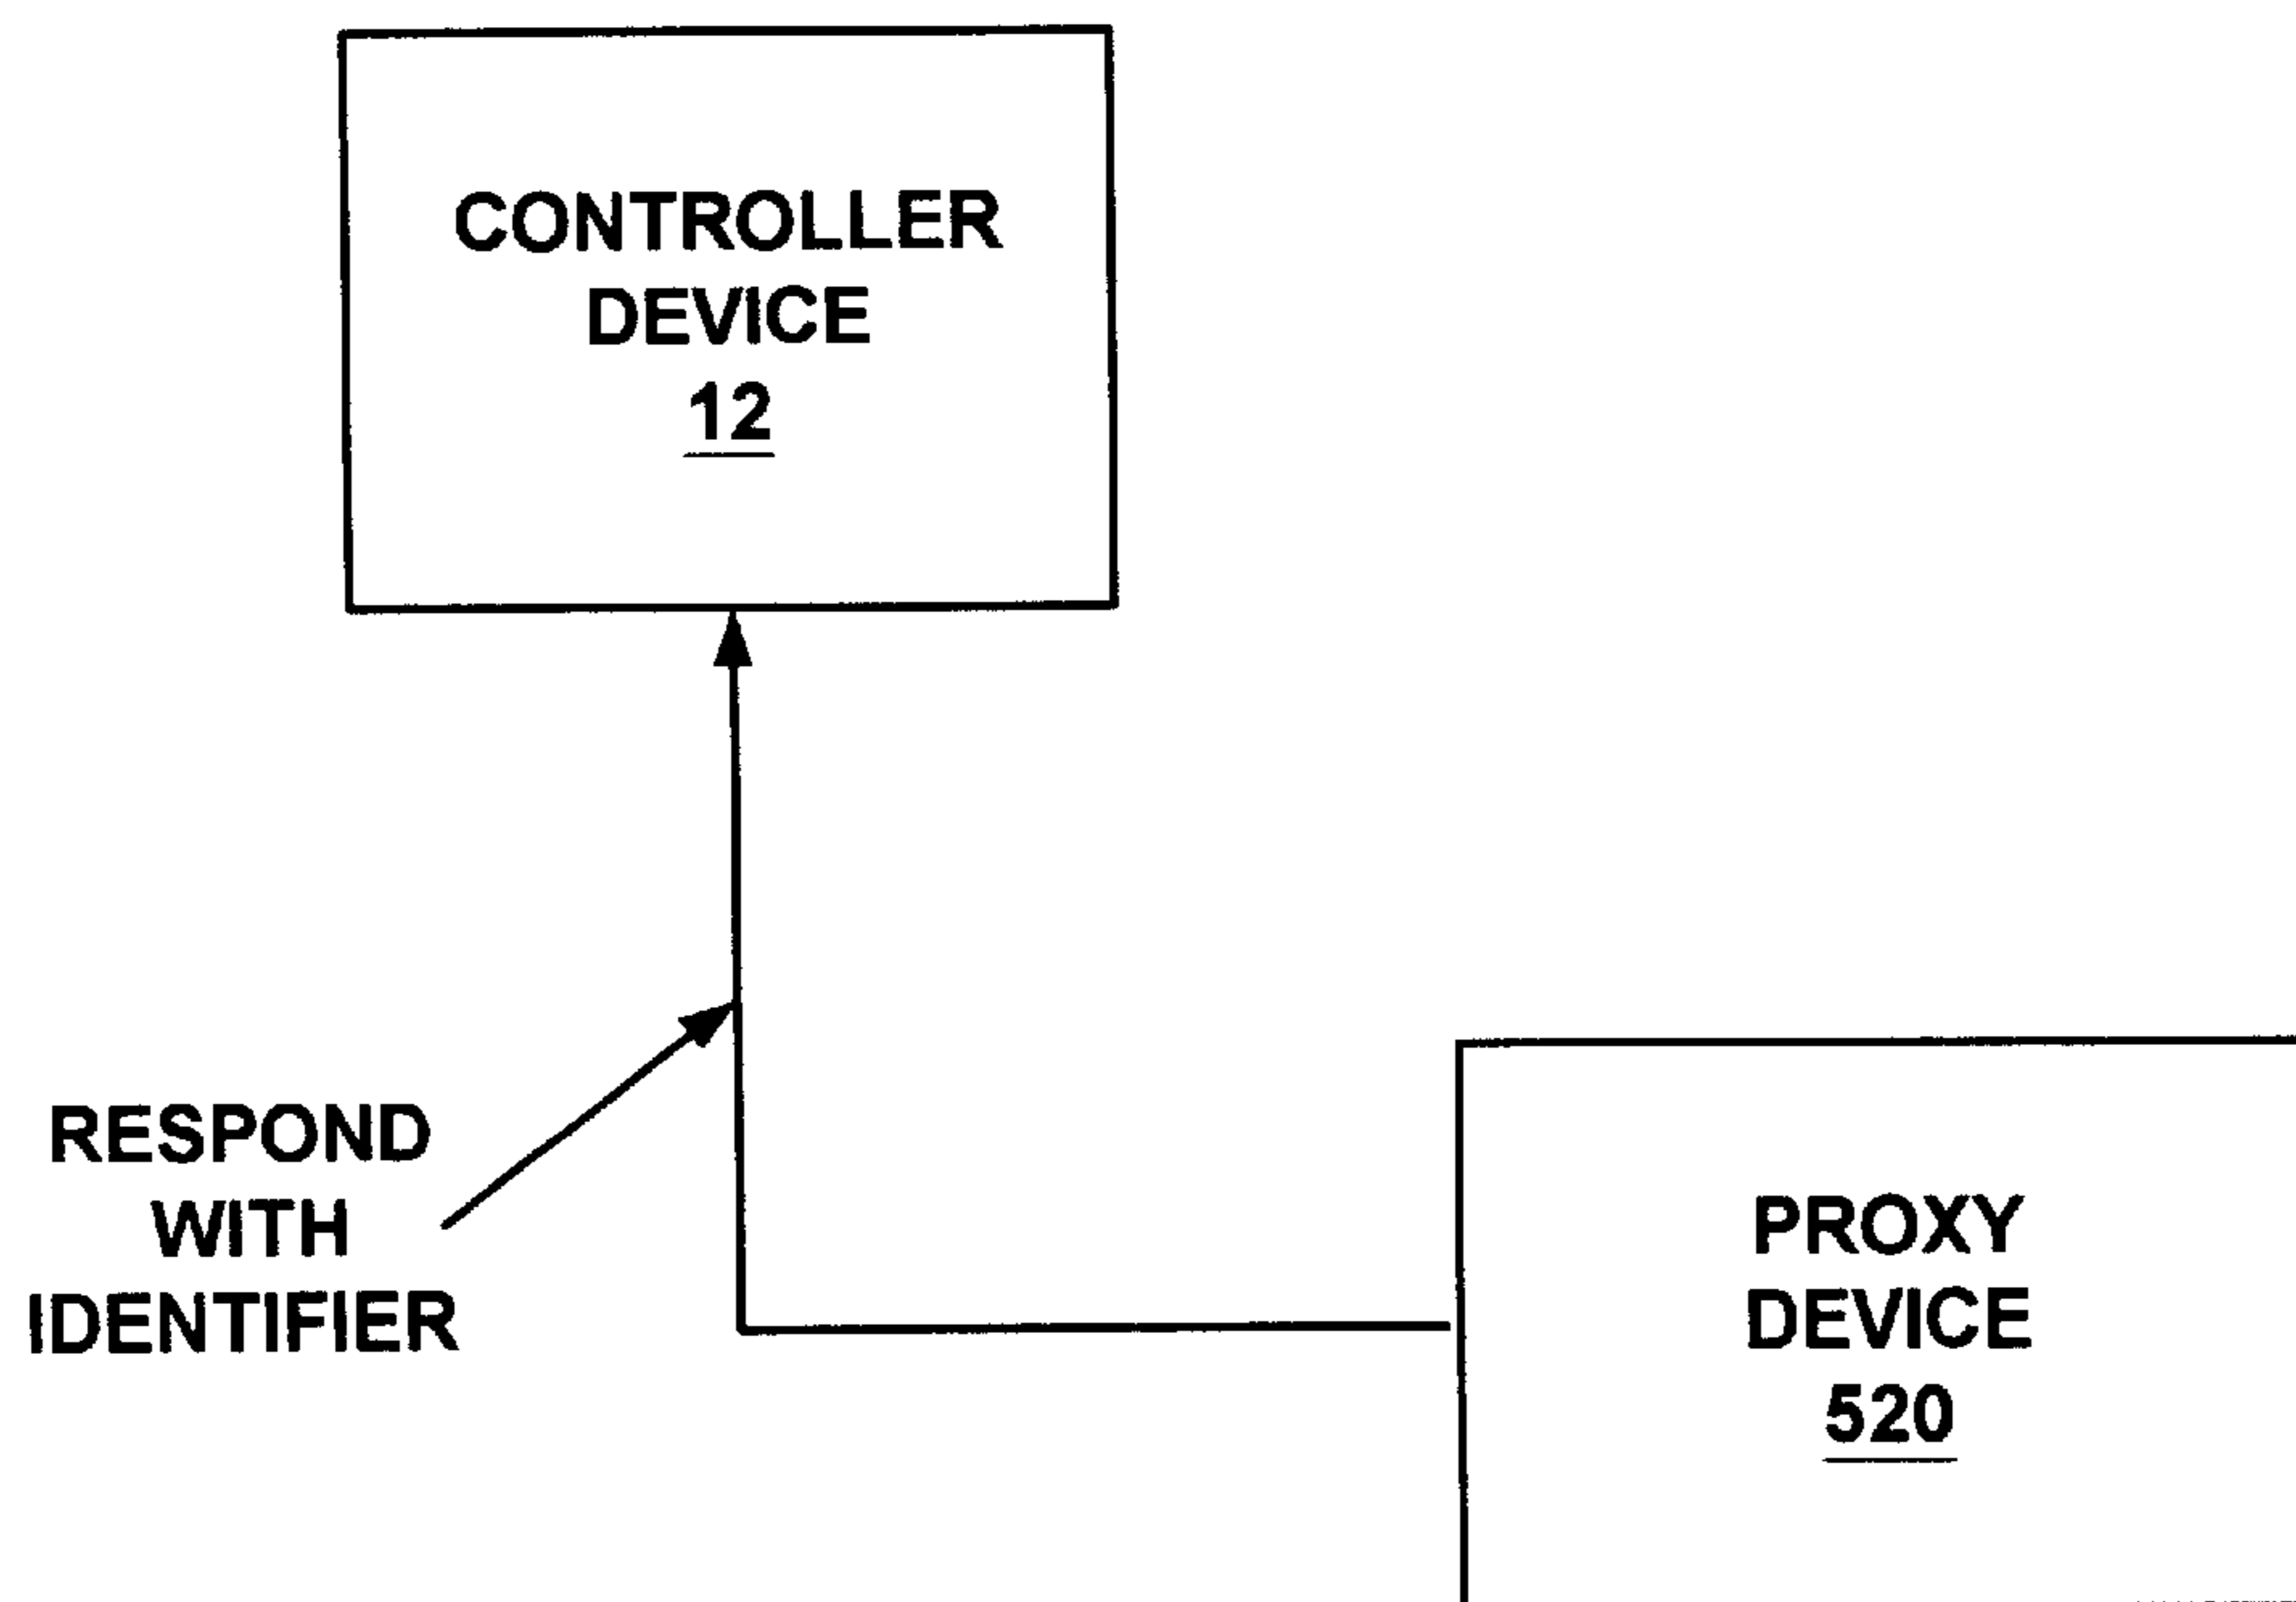 CONTROLLER
DEVICE
12
RESPOND
WITH
IDENTIFIER
PROXY
DEVICE
520